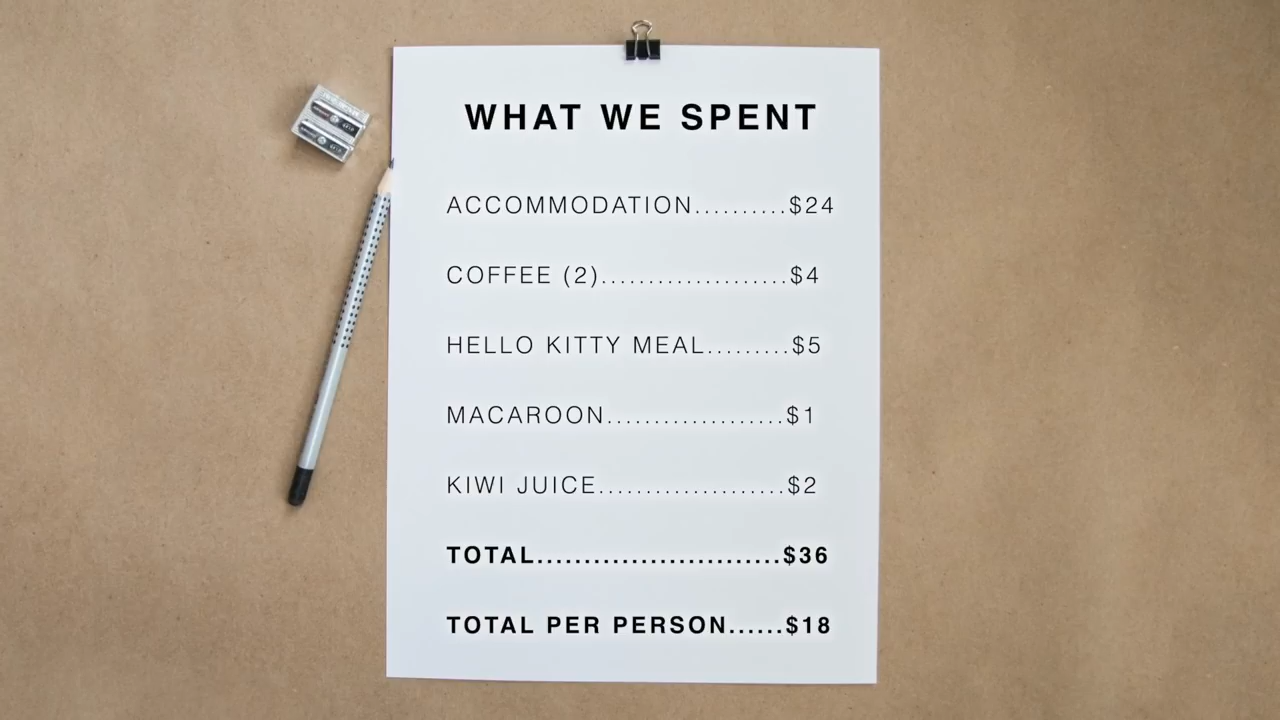 WHAT WE SPENT
ACCOMMODATION..........$24
COFFEE (2)....................$4
HELLO KITTY MEAL.........$5
MACAROON...................$1
KIWI JUICE....................$2
TOTAL.........................$36
TOTAL PER PERSON......$18